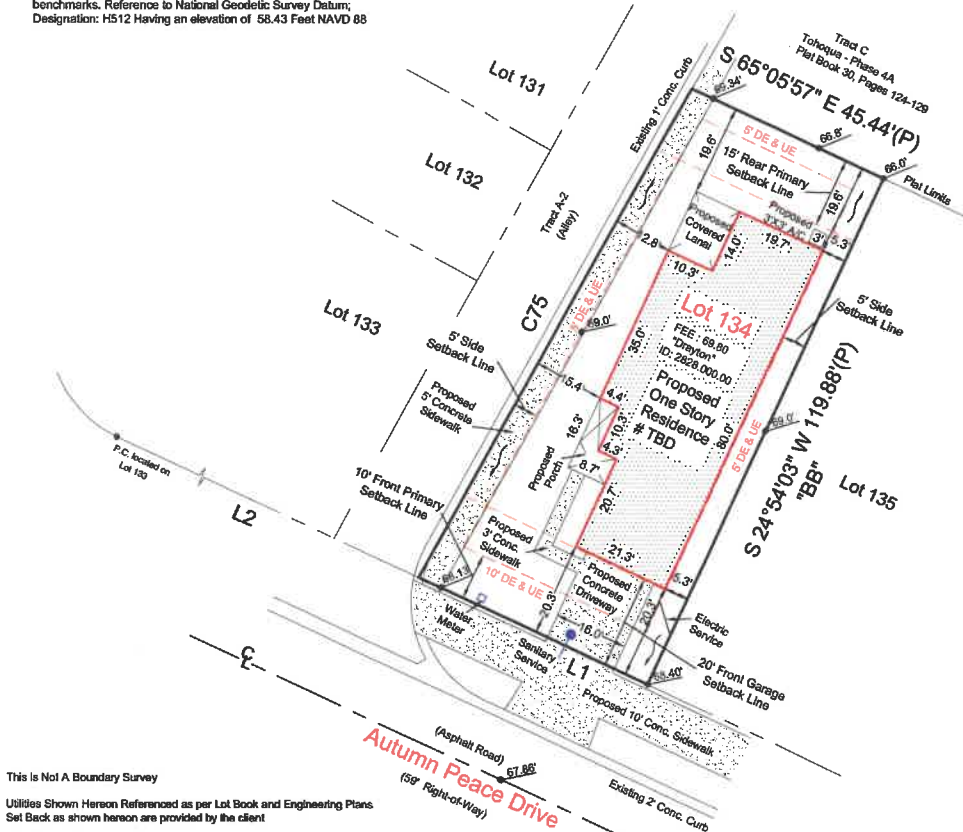 benchmarks. Reference to National Geodetic Survey Datum;
Designation: H512 Having an elevation of 58.43 Feet NAVD 88
Tract C
Tohoqua - Phase 4A
Plat Book 30, Pages 124-129
S 65°05'57" E 45.44'(P)
66.8'
66.0'
Plat Limits
Lot 131
Lot 132
Lot 133
Existing 1' Conc. Curb
Tract A-2
(Alley)
C75
5' DE & UE
15' Rear Primary
Setback Line
19.6'
19.6'
Proposed
3'X3' A/C
3'
5.3'
19.7'
Proposed
Covered
Lanai
14.0'
2.8
10.3'
5' DE & UE
69.0'
35.0'
Lot 134
FFE : 69.80
"Drayton"
ID: 2828.000.00
Proposed
One Story
Residence
# TBD
80.0'
5' DE & UE
5' Side
Setback Line
69.0'
S 24°54'03" W 119.88'(P)
"BB"
Lot 135
5' Side
Setback Line
Proposed
5' Concrete
Sidewalk
15.4
4.4'
16.3'
10.3'
4.3'
8.7'
Proposed
Porch
20.7'
21.3'
10' Front Primary
Setback Line
Proposed
3' Conc.
Sidewalk
10' DE & UE
Proposed
Concrete
Driveway
5.3'
20.3'
20.3'
16.0'
Electric
Service
20' Front Garage
Setback Line
Water
Meter
Sanitary
Service
L1
Proposed 10' Conc. Sidewalk
P.C. located on
Lot 133
L2
(Asphalt Road)
Autumn Peace Drive
67.86'
(59' Right-of-Way)
Existing 2' Conc. Curb
This Is Not A Boundary Survey
Utilities Shown Hereon Referenced as per Lot Book and Engineering Plans
Set Back as shown hereon are provided by the client